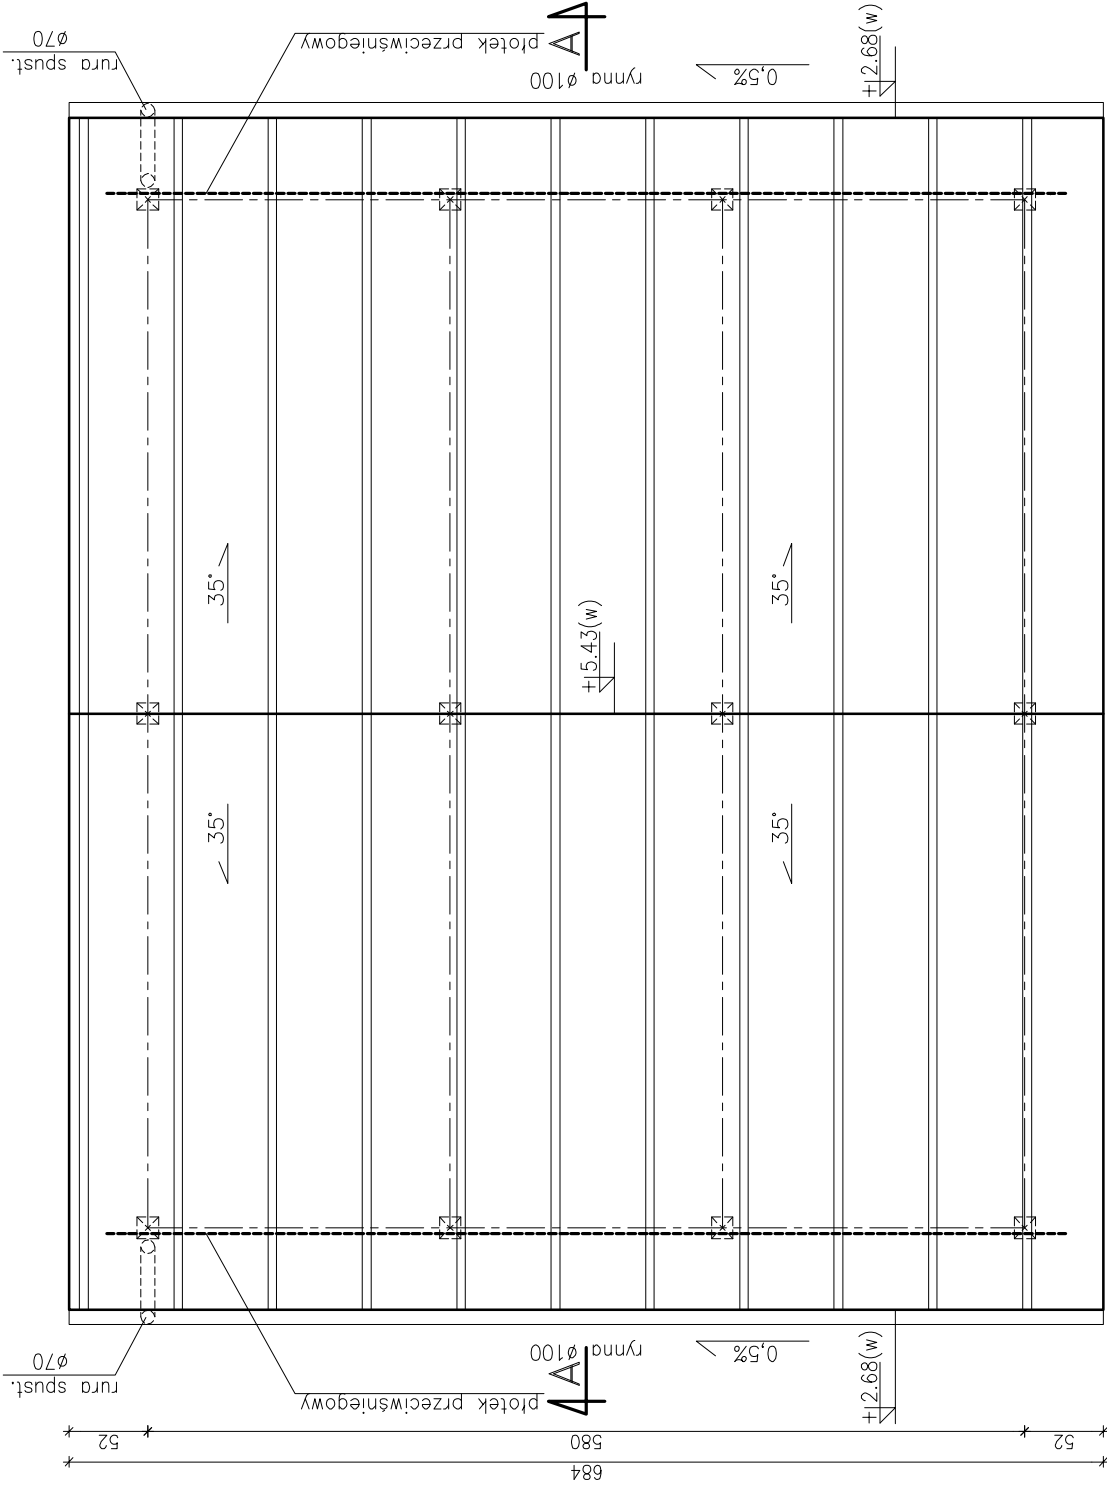 rura spust.
ø70
płotek przeciwśniegowy
A
rynna ø100
0,5%
+2.68(w)
35°
35°
+5.43(w)
35°
35°
rura spust.
ø70
płotek przeciwśniegowy
A
rynna ø100
0,5%
+2.68(w)
52
580
52
684